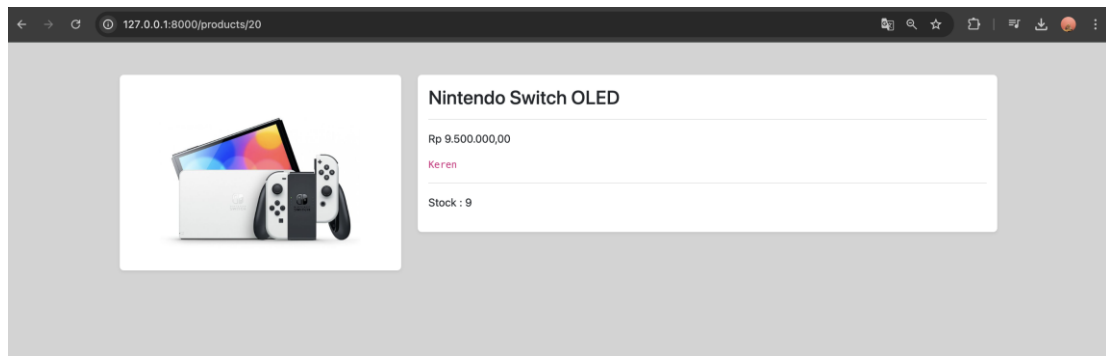 127.0.0.1:8000/products/20
Nintendo Switch OLED
Rp 9.500.000,00
Keren
Stock : 9